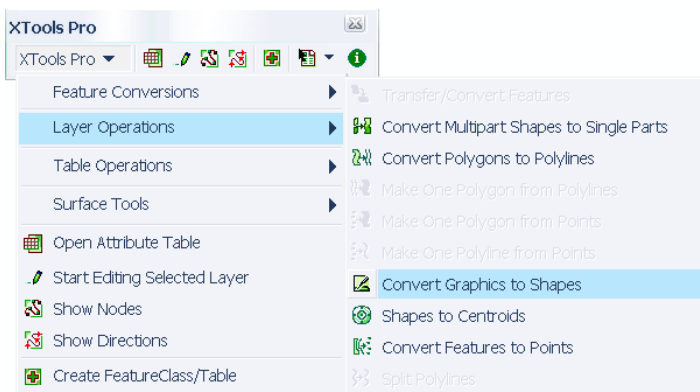 XTools Pro
XTools Pro
Feature Conversions
Layer Operations
Table Operations
Surface Tools
Open Attribute Table
Start Editing Selected Layer
Show Nodes
Show Directions
Create FeatureClass/Table
Transfer/Convert Features
Convert Multipart Shapes to Single Parts
Convert Polygons to Polylines
Make One Polygon from Polylines
Make One Polygon from Points
Make One Polyline from Points
Convert Graphics to Shapes
Shapes to Centroids
Convert Features to Points
Split Polylines